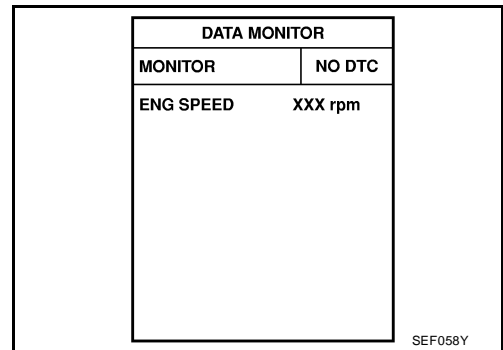 DATA MONITOR
MONITOR NO DTC
ENG SPEED XXX rpm
SEF058Y